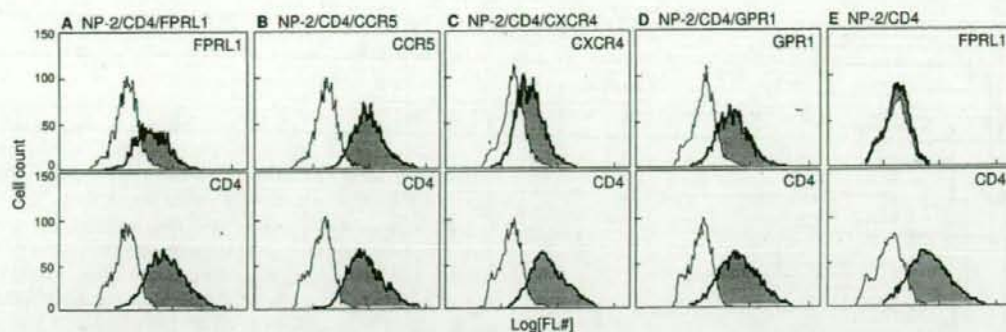 A NP-2/CD4/FPRL1
B NP-2/CD4/CCR5
C NP-2/CD4/CXCR4
D NP-2/CD4/GPR1
E NP-2/CD4
150
100
50
0
FPRL1
CCR5
CXCR4
GPR1
FPRL1
Cell count
150
100
50
0
CD4
CD4
CD4
CD4
CD4
Log[FL#]